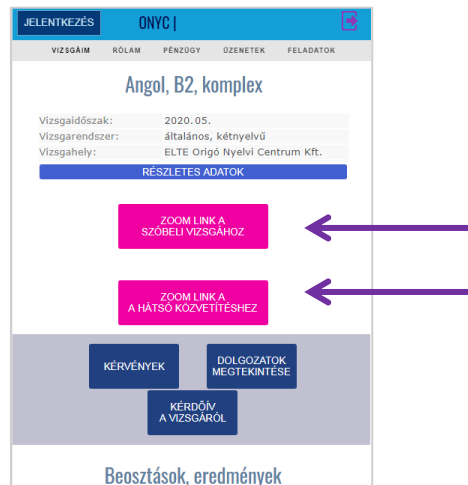 JELENTKEZÉS ONYC |
VIZSGÁIM RÓLAM PÉNZÜGY ÜZENETEK FELADATOK
Angol, B2, komplex
Vizsgaidőszak: 2020.05.
Vizsgarendszer: általános, kétnyelvű
Vizsgahely: ELTE Origó Nyelvi Centrum Kft.
RÉSZLETES ADATOK
ZOOM LINK A
SZÓBELI VIZSGÁHOZ
ZOOM LINK A
A HÁTSÓ KÖZVETÍTÉSHEZ
KÉRVÉNYEK
DOLGOZATOK
MEGTEKINTÉSE
KÉRDŐÍV
A VIZSGÁRÓL
Beosztások, eredmények